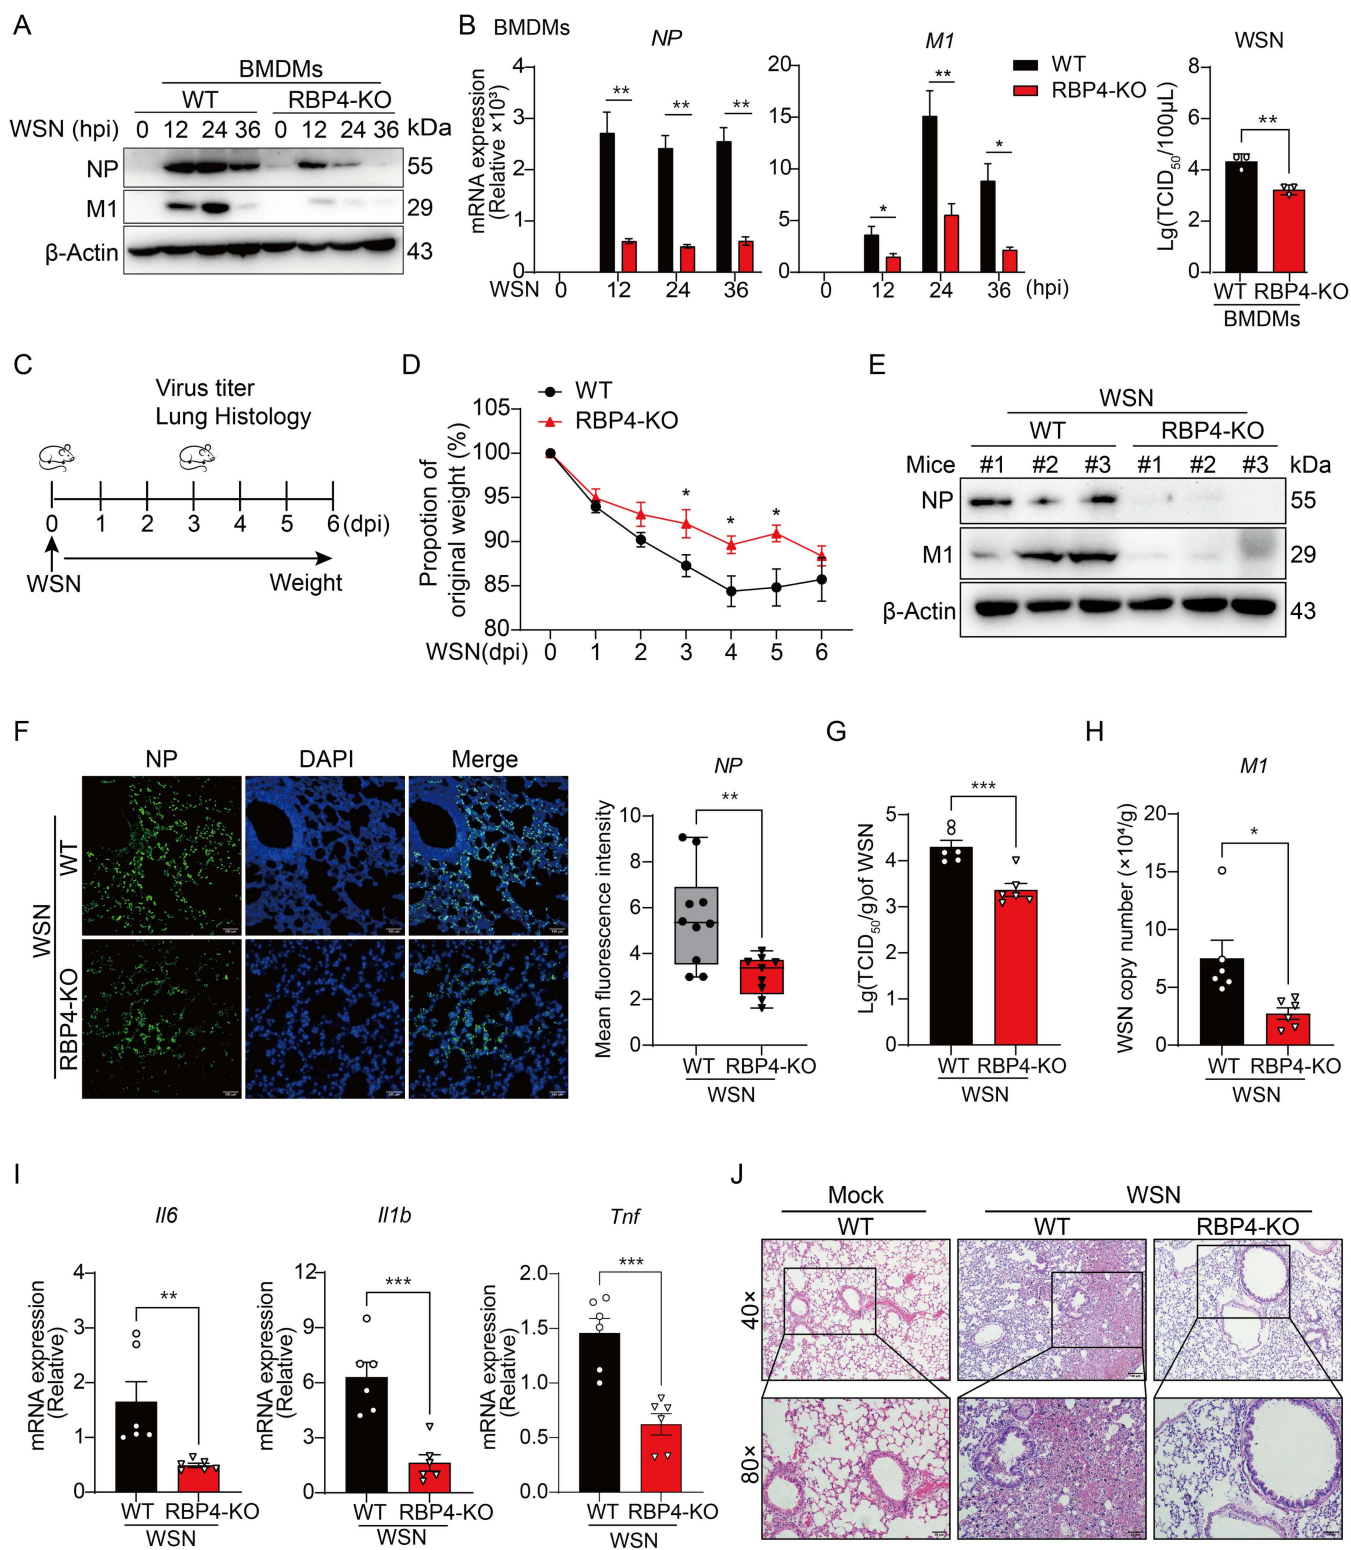 A
BMDMs
WT RBP4-KO
WSN (hpi) 0 12 24 36 0 12 24 36 kDa
NP 55
M1 29
β-Actin 43
B
BMDMs
NP
mRNA expression
(Relative ×10³)
4
3
2
1
0
** ** **
WSN 0 12 24 36
M1
20
15
10
5
0
* ** *
0 12 24 36 (hpi)
WT
RBP4-KO
WSN
Lg(TCID50/100μL)
8
6
4
2
0
**
WT RBP4-KO
BMDMs
C
Virus titer
Lung Histology
0 1 2 3 4 5 6 (dpi)
WSN Weight
D
WT
RBP4-KO
Propotion of
original weight (%)
105
100
95
90
85
80
* * *
WSN(dpi) 0 1 2 3 4 5 6
E
WSN
WT RBP4-KO
Mice #1 #2 #3 #1 #2 #3 kDa
NP 55
M1 29
β-Actin 43
F
NP DAPI Merge
WSN
WT
RBP4-KO
NP
Mean fluorescence intensity
10
8
6
4
2
0
**
WT RBP4-KO
WSN
G
Lg(TCID50/g)of WSN
5
4
3
2
1
0
***
WT RBP4-KO
WSN
H
M1
WSN copy number (×10⁴/g)
20
15
10
5
0
*
WT RBP4-KO
WSN
I
Il6
mRNA expression
(Relative)
4
3
2
1
0
**
WT RBP4-KO
WSN
Il1b
mRNA expression
(Relative)
12
9
6
3
0
***
WT RBP4-KO
WSN
Tnf
mRNA expression
(Relative)
2.0
1.5
1.0
0.5
0.0
***
WT RBP4-KO
WSN
J
Mock WSN
WT WT RBP4-KO
40×
80×